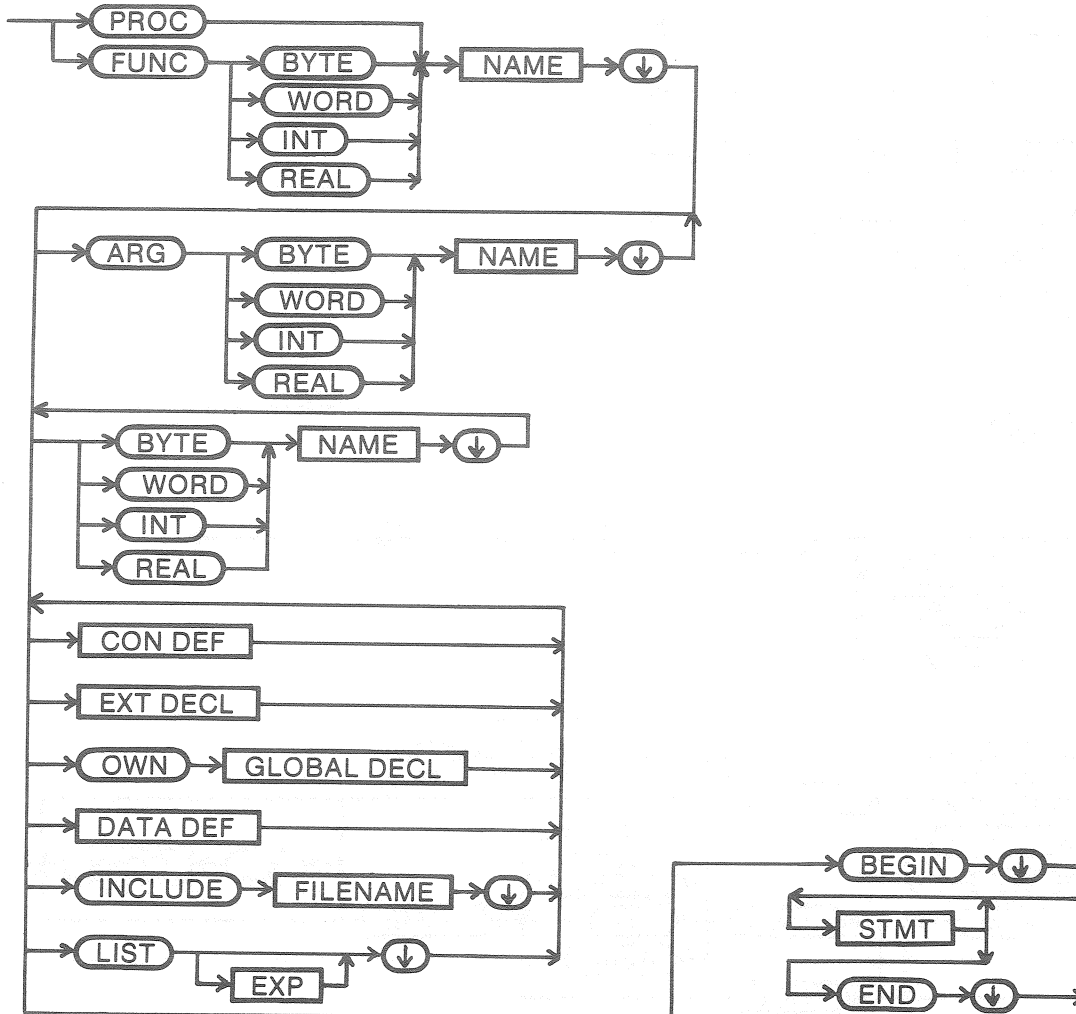 PROC
FUNC BYTE NAME ↓
WORD
INT
REAL
ARG BYTE NAME ↓
WORD
INT
REAL
BYTE NAME ↓
WORD
INT
REAL
CON DEF
EXT DECL
OWN GLOBAL DECL
DATA DEF
INCLUDE FILENAME ↓
LIST ↓
EXP
BEGIN ↓
STMT
END ↓